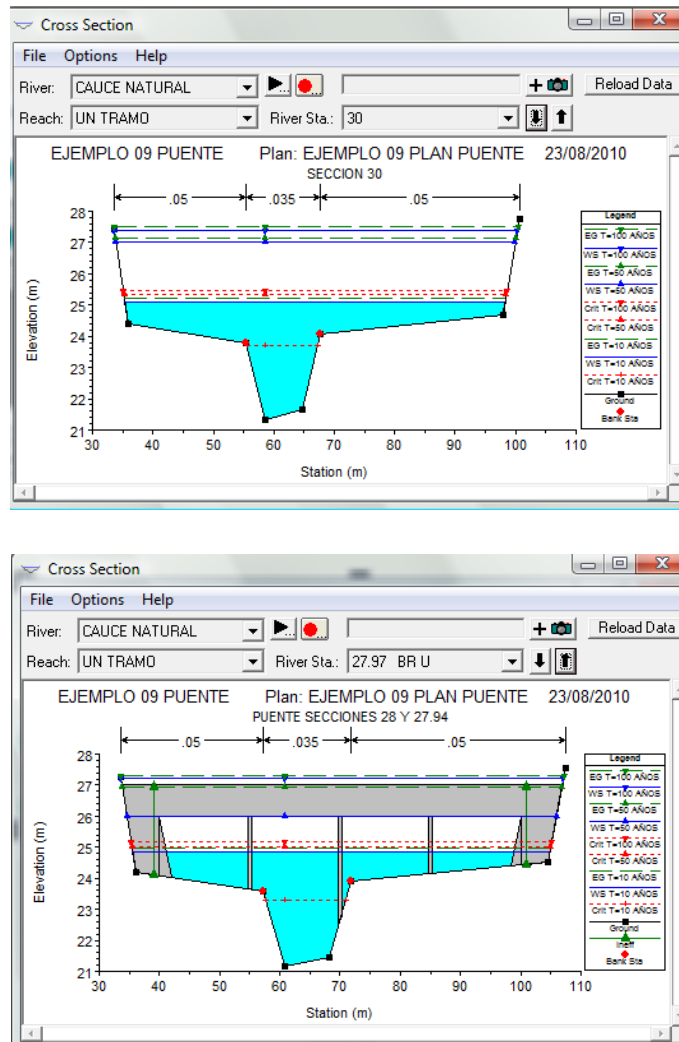 Cross Section
File Options Help
River: CAUCE NATURAL Reload Data
Reach: UN TRAMO River Sta.: 30
EJEMPLO 09 PUENTE Plan: EJEMPLO 09 PLAN PUENTE 23/08/2010
SECCION 30
.05 .035 .05
28
27
26
25
24
23
22
21
Elevation (m)
30 40 50 60 70 80 90 100 110
Station (m)
Legend
EG T=100 AÑOS
WS T=100 AÑOS
EG T=50 AÑOS
WS T=50 AÑOS
Crit T=100 AÑOS
Crit T=50 AÑOS
EG T=10 AÑOS
WS T=10 AÑOS
Crit T=10 AÑOS
Ground
Bank Sta
Cross Section
File Options Help
River: CAUCE NATURAL Reload Data
Reach: UN TRAMO River Sta.: 27.97 BR U
EJEMPLO 09 PUENTE Plan: EJEMPLO 09 PLAN PUENTE 23/08/2010
PUENTE SECCIONES 28 Y 27.94
.05 .035 .05
28
27
26
25
24
23
22
21
Elevation (m)
30 40 50 60 70 80 90 100 110
Station (m)
Legend
EG T=100 AÑOS
WS T=100 AÑOS
EG T=50 AÑOS
WS T=50 AÑOS
Crit T=100 AÑOS
Crit T=50 AÑOS
EG T=10 AÑOS
WS T=10 AÑOS
Crit T=10 AÑOS
Ground
Ineff
Bank Sta